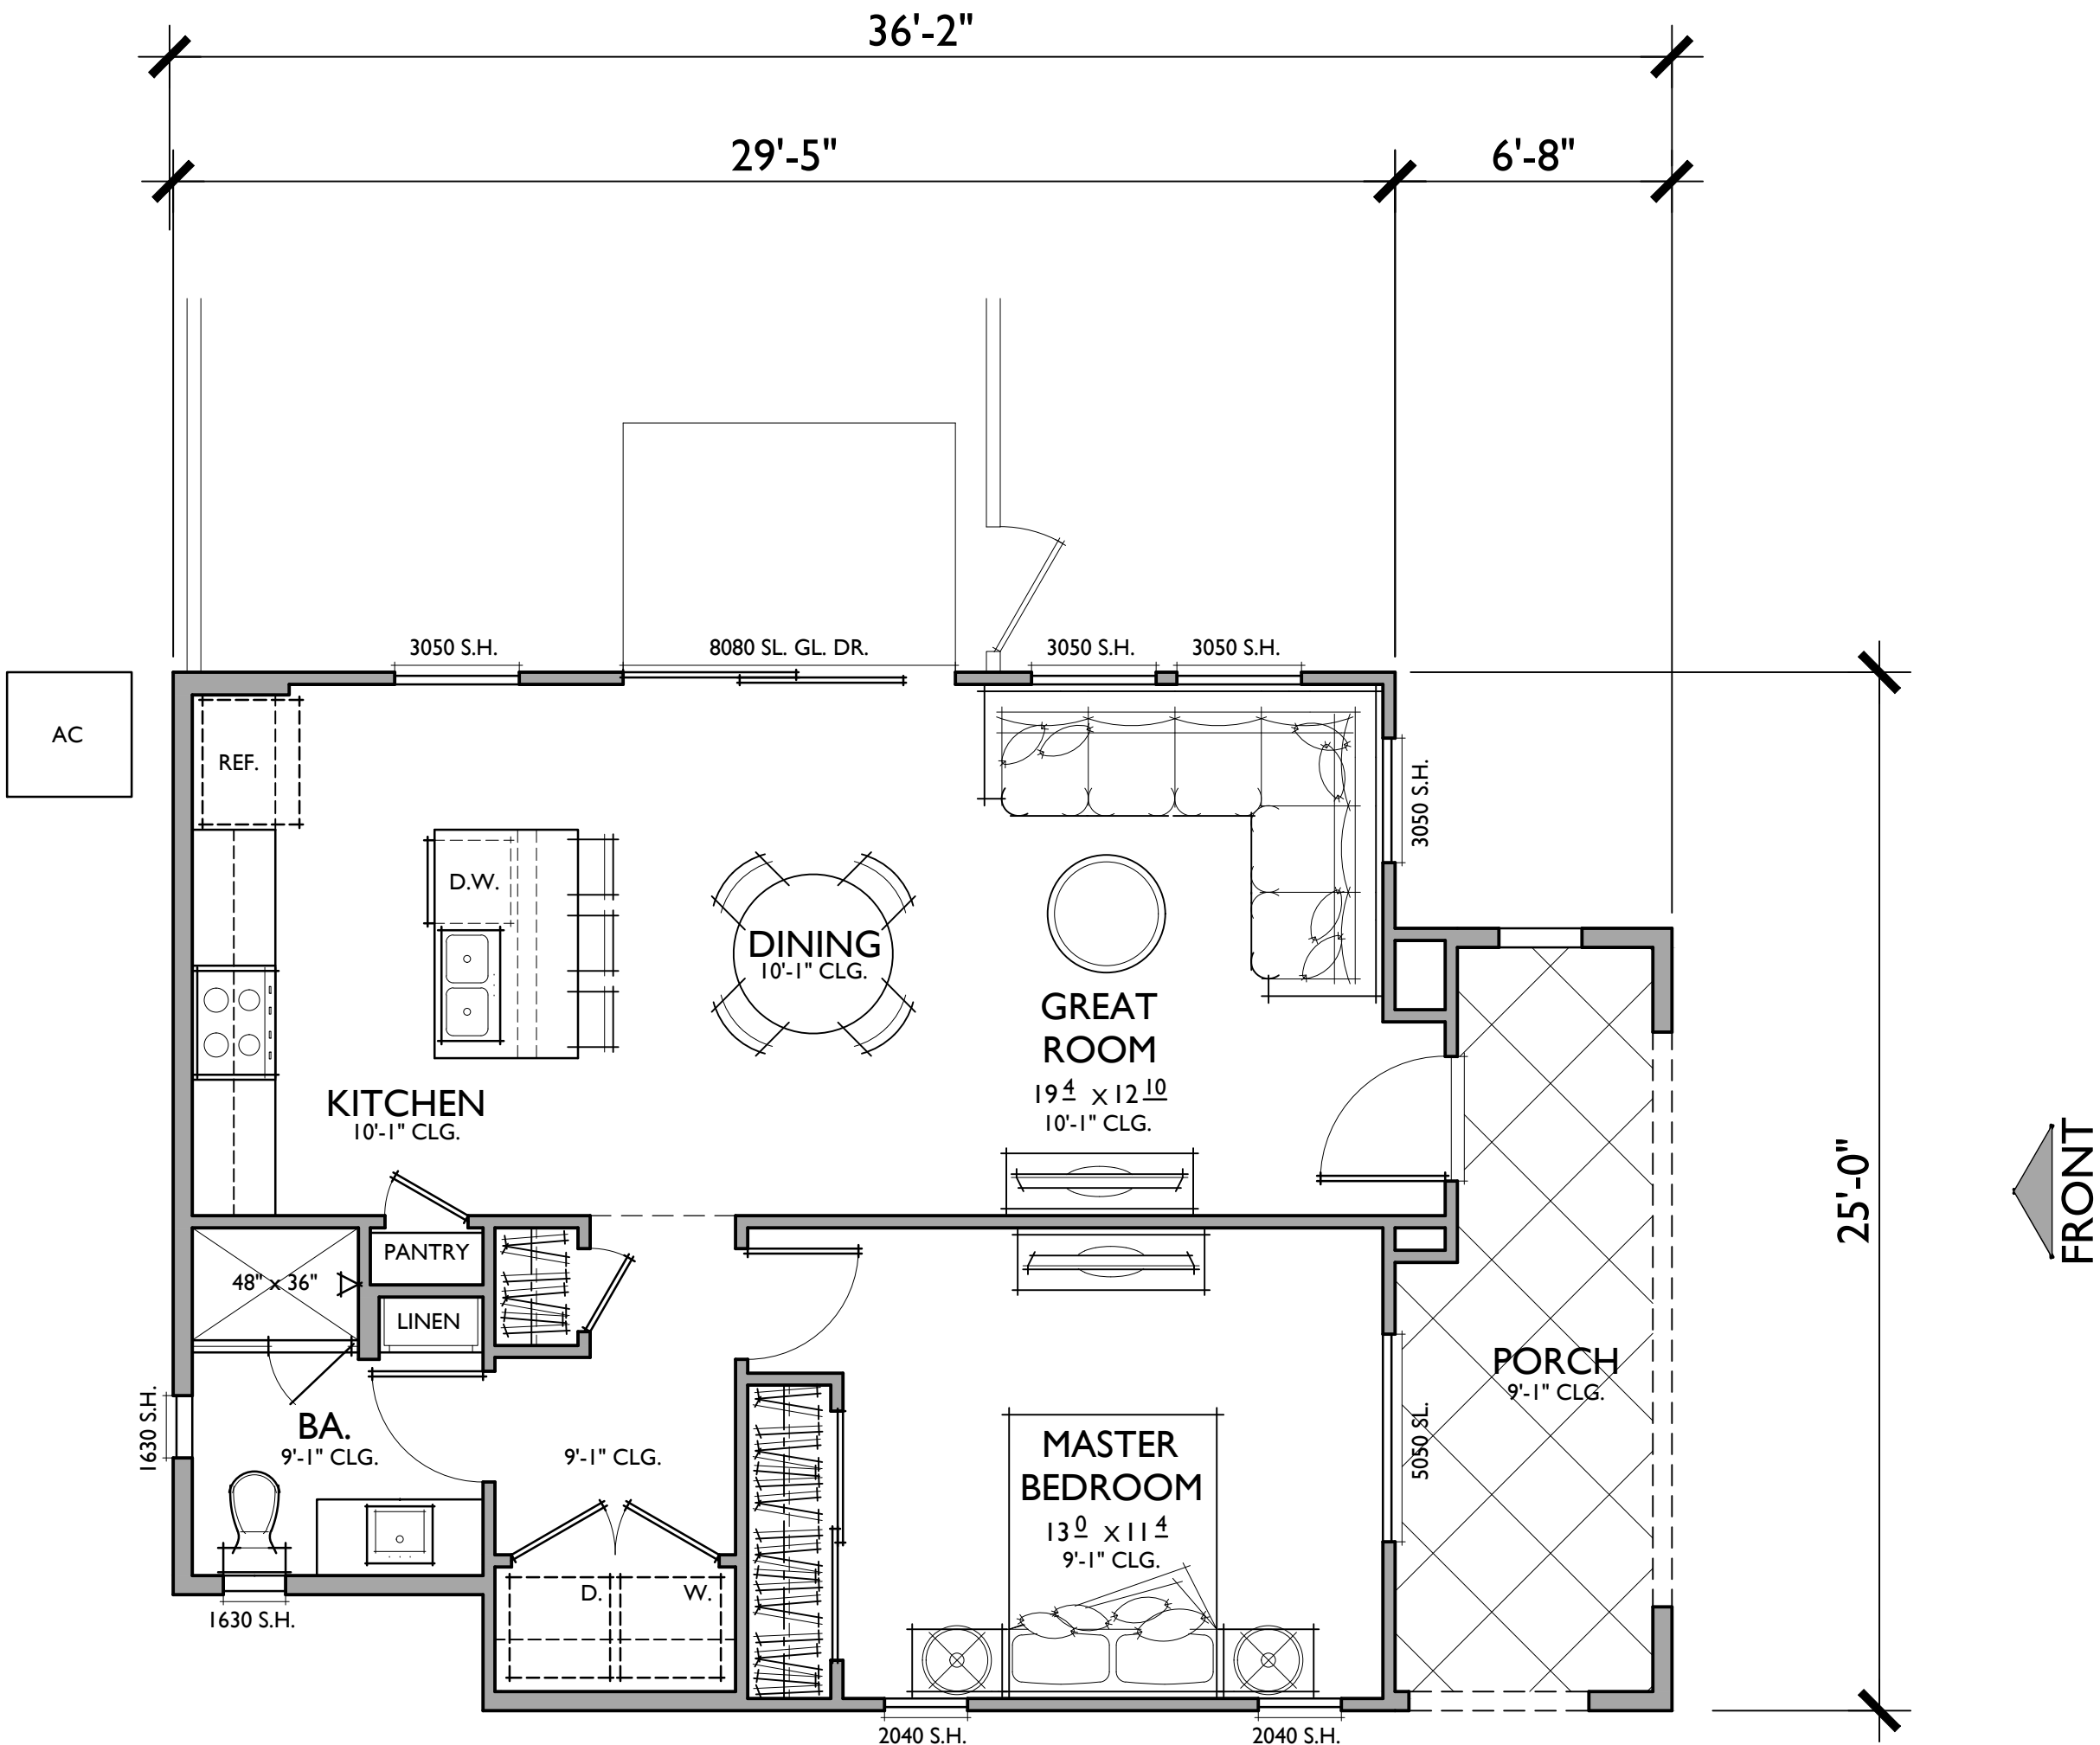 36'-2"
29'-5"
6'-8"
3050 S.H.
8080 SL. GL. DR.
3050 S.H.
3050 S.H.
AC
REF.
3050 S.H.
D.W.
DINING
10'-1" CLG.
GREAT
ROOM
19 4 X 12 10
10'-1" CLG.
KITCHEN
10'-1" CLG.
25'-0"
FRONT
PANTRY
48" x 36"
LINEN
PORCH
9'-1" CLG.
1630 S.H.
BA.
9'-1" CLG.
9'-1" CLG.
MASTER
BEDROOM
13 0 X 11 4
9'-1" CLG.
5050 SL.
D.
W.
1630 S.H.
2040 S.H.
2040 S.H.